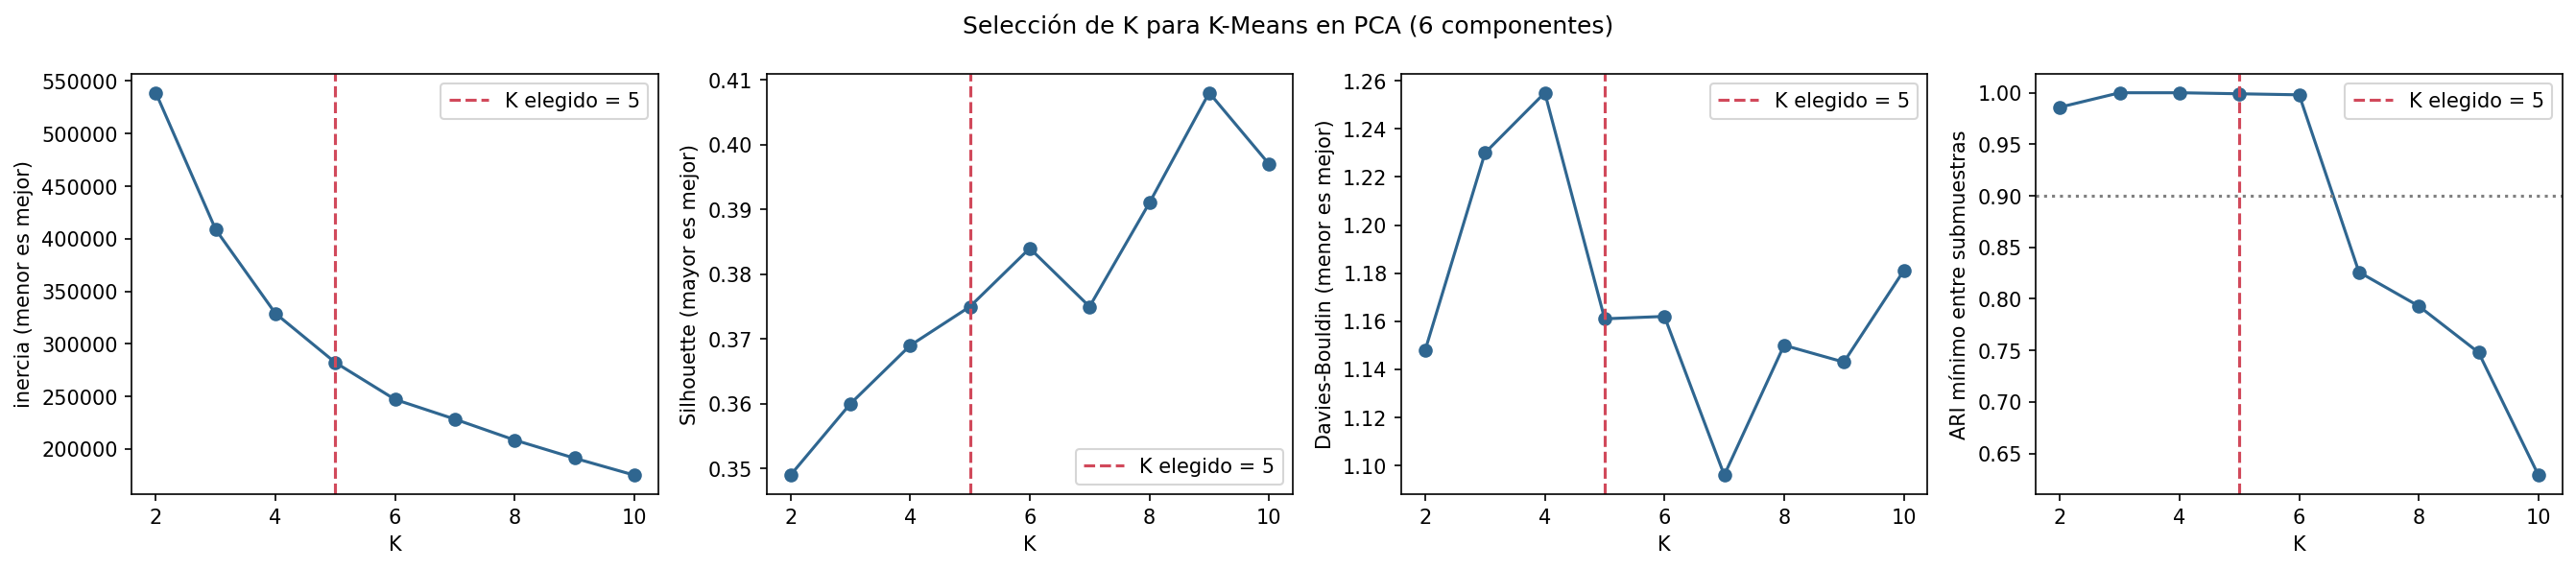 Selección de K para K-Means en PCA (6 componentes)
inercia (menor es mejor)
550000
500000
450000
400000
350000
300000
250000
200000
K elegido = 5
2 4 6 8 10
K
Silhouette (mayor es mejor)
0.41
0.40
0.39
0.38
0.37
0.36
0.35
K elegido = 5
2 4 6 8 10
K
Davies-Bouldin (menor es mejor)
1.26
1.24
1.22
1.20
1.18
1.16
1.14
1.12
1.10
K elegido = 5
2 4 6 8 10
K
ARI mínimo entre submuestras
1.00
0.95
0.90
0.85
0.80
0.75
0.70
0.65
K elegido = 5
2 4 6 8 10
K